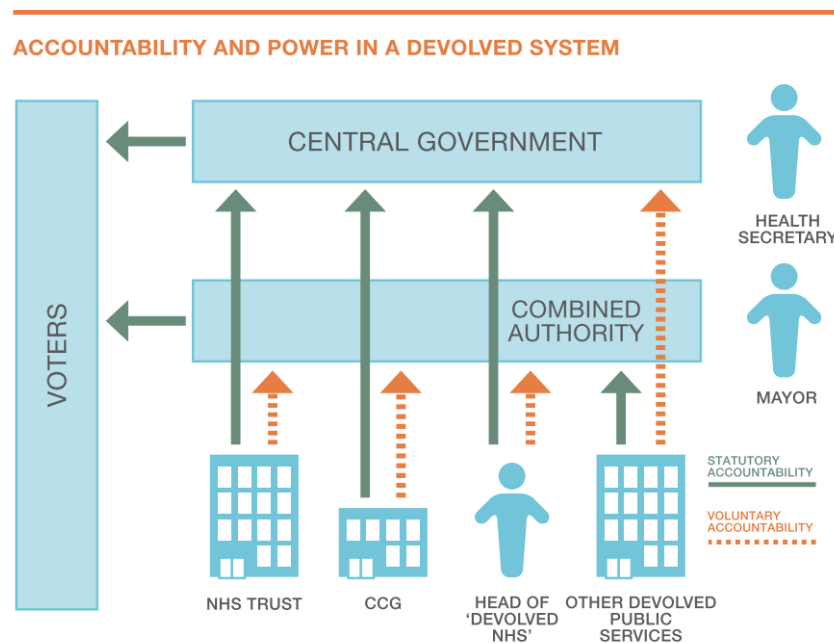 ACCOUNTABILITY AND POWER IN A DEVOLVED SYSTEM
VOTERS
CENTRAL GOVERNMENT
HEALTH
SECRETARY
COMBINED
AUTHORITY
MAYOR
STATUTORY
ACCOUNTABILITY
VOLUNTARY
ACCOUNTABILITY
NHS TRUST
CCG
HEAD OF
‘DEVOLVED
NHS’
OTHER DEVOLVED
PUBLIC
SERVICES